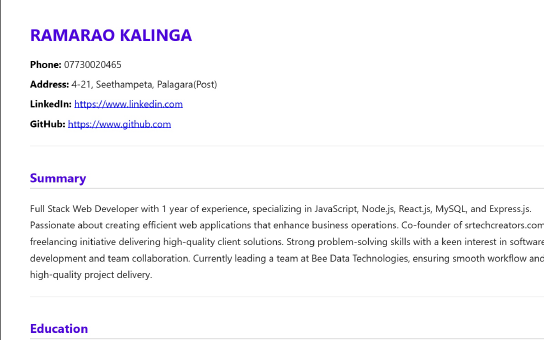 RAMARAO KALINGA
Phone: 07730020465
Address: 4-21, Seethampeta, Palagara(Post)
LinkedIn: https://www.linkedin.com
GitHub: https://www.github.com
Summary
Full Stack Web Developer with 1 year of experience, specializing in JavaScript, Node.js, React.js, MySQL, and Express.js.
Passionate about creating efficient web applications that enhance business operations. Co-founder of srtechcreators.com
freelancing initiative delivering high-quality client solutions. Strong problem-solving skills with a keen interest in software
development and team collaboration. Currently leading a team at Bee Data Technologies, ensuring smooth workflow and
high-quality project delivery.
Education